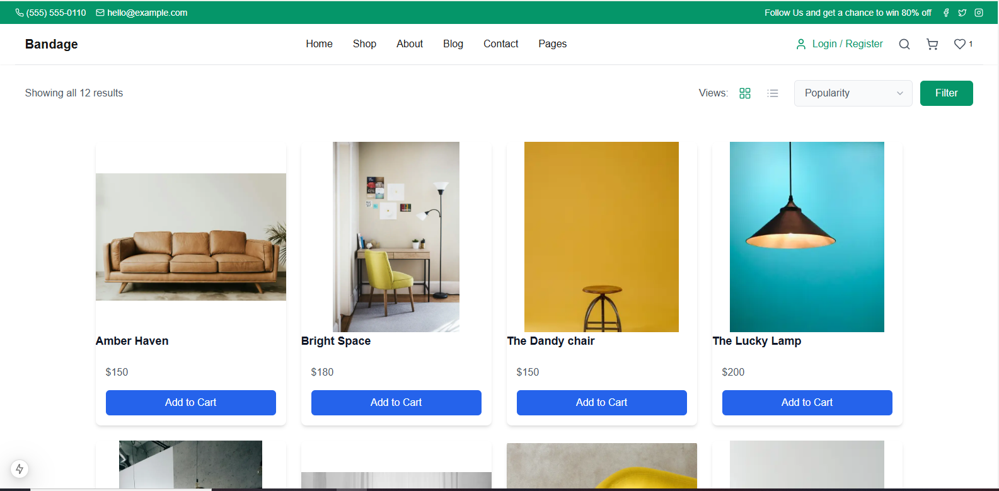 (555) 555-0110 hello@example.com Follow Us and get a chance to win 80% off
Bandage Home Shop About Blog Contact Pages Login / Register 1
Showing all 12 results Views: Popularity Filter
Amber Haven Bright Space The Dandy chair The Lucky Lamp
$150 $180 $150 $200
Add to Cart Add to Cart Add to Cart Add to Cart